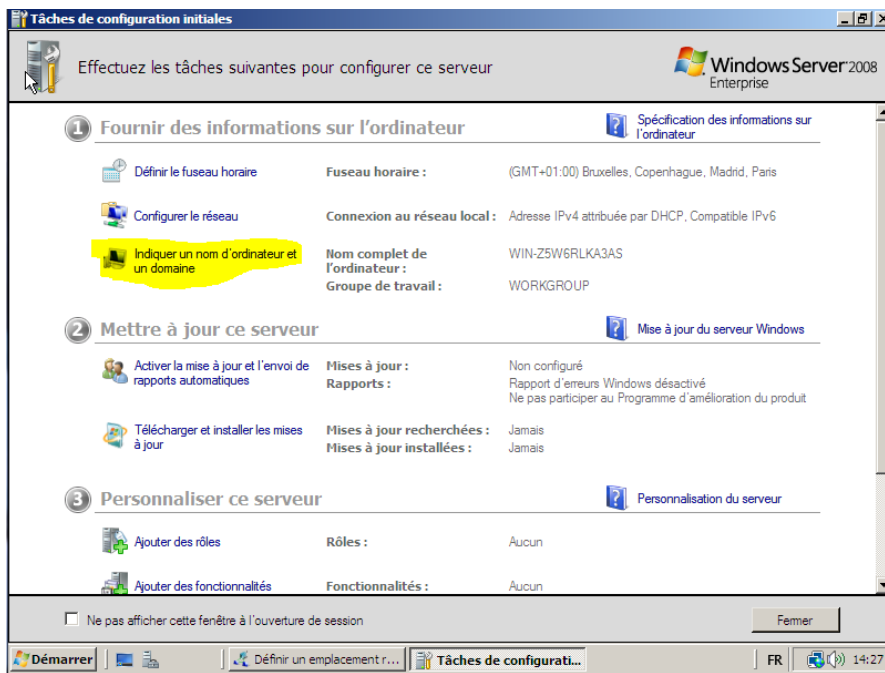 Tâches de configuration initiales
Effectuez les tâches suivantes pour configurer ce serveur
Windows Server 2008
Enterprise
1 Fournir des informations sur l'ordinateur
Spécification des informations sur
l'ordinateur
Définir le fuseau horaire
Fuseau horaire :
(GMT+01:00) Bruxelles, Copenhague, Madrid, Paris
Configurer le réseau
Connexion au réseau local :
Adresse IPv4 attribuée par DHCP, Compatible IPv6
Indiquer un nom d'ordinateur et
un domaine
Nom complet de
l'ordinateur :
WIN-Z5W6RLKA3AS
Groupe de travail :
WORKGROUP
2 Mettre à jour ce serveur
Mise à jour du serveur Windows
Activer la mise à jour et l'envoi de
rapports automatiques
Mises à jour :
Non configuré
Rapports :
Rapport d'erreurs Windows désactivé
Ne pas participer au Programme d'amélioration du produit
Télécharger et installer les mises
à jour
Mises à jour recherchées :
Jamais
Mises à jour installées :
Jamais
3 Personnaliser ce serveur
Personnalisation du serveur
Ajouter des rôles
Rôles :
Aucun
Ajouter des fonctionnalités
Fonctionnalités :
Aucun
Ne pas afficher cette fenêtre à l'ouverture de session
Fermer
Démarrer
Définir un emplacement r...
Tâches de configurati...
FR
14:27